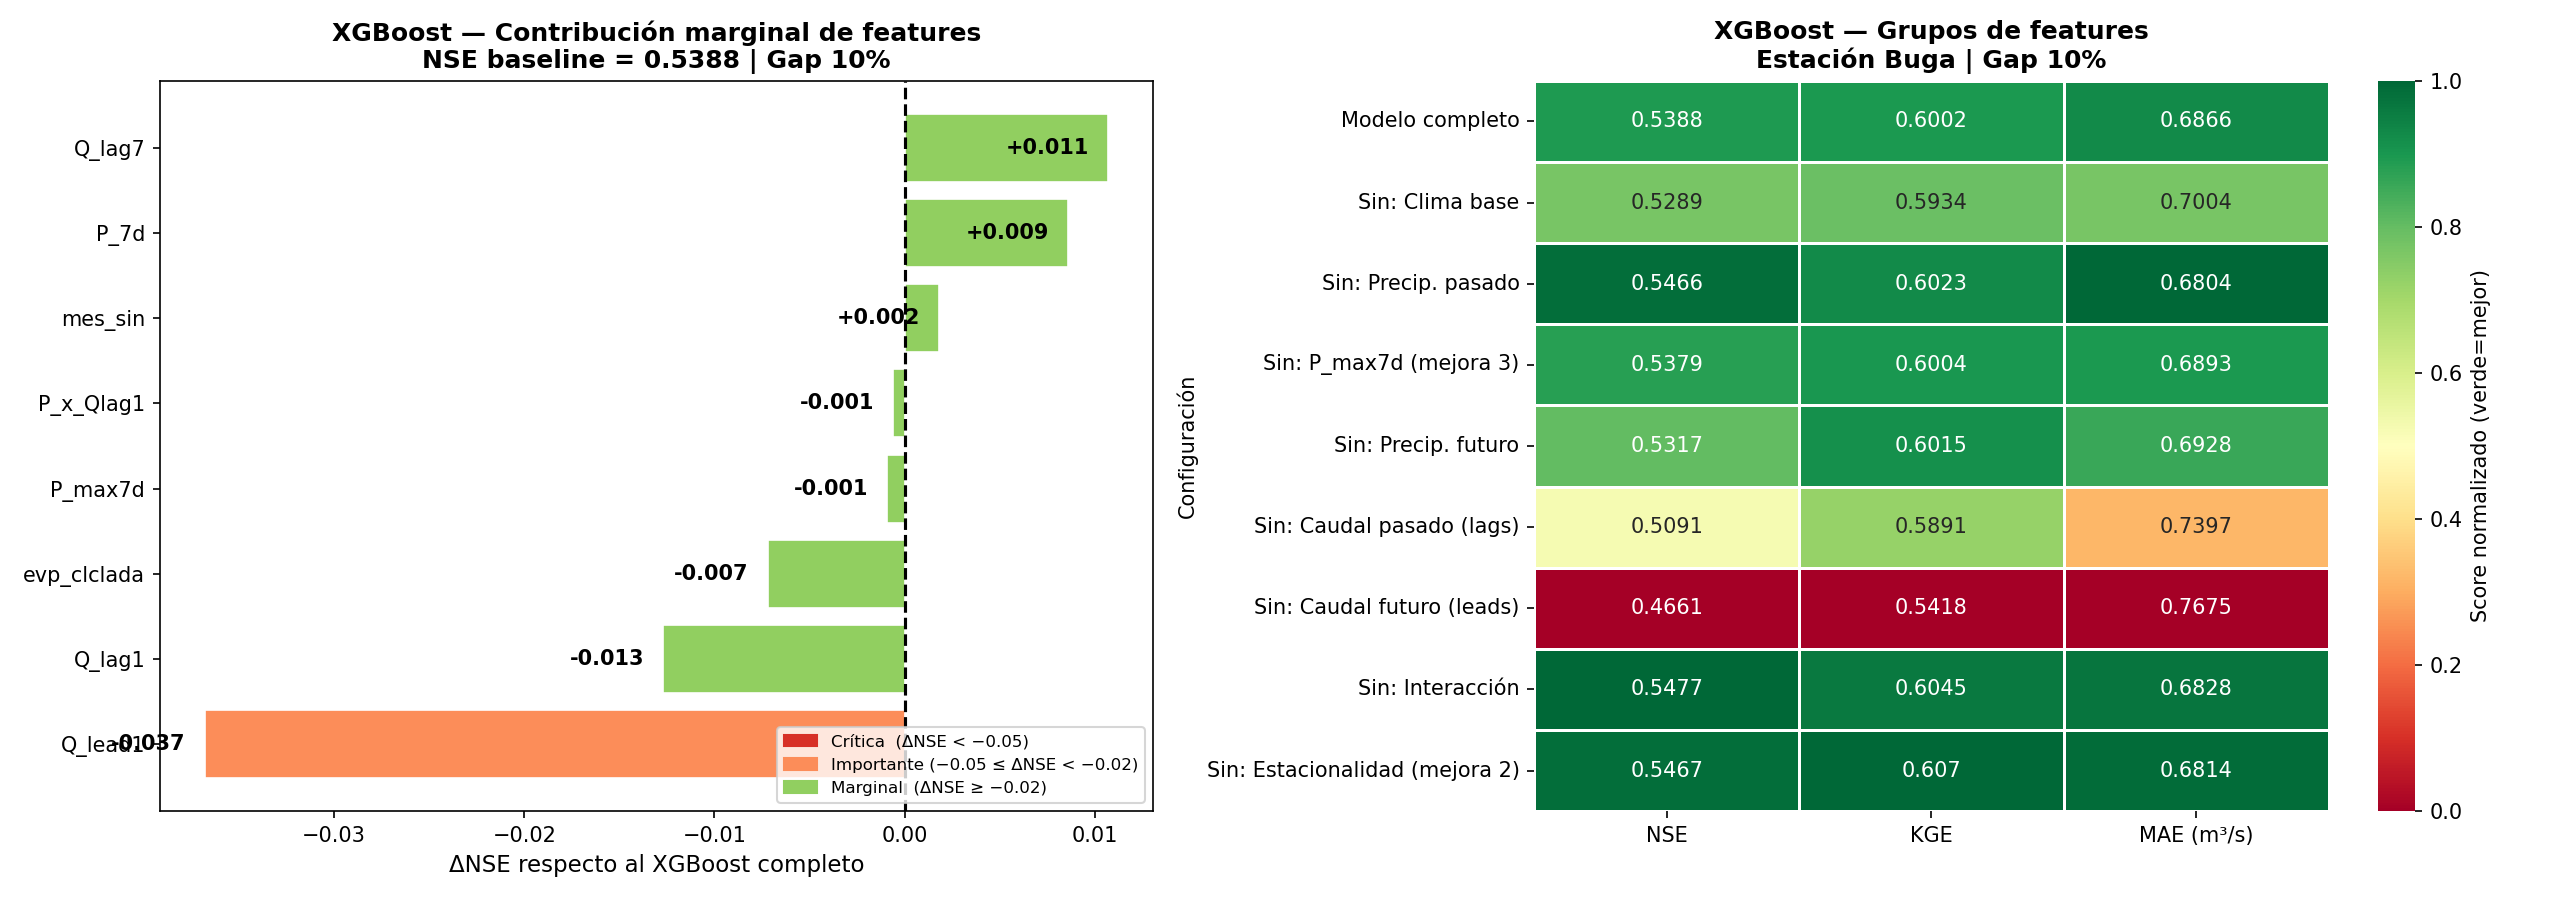 XGBoost — Contribución marginal de features
NSE baseline = 0.5388 | Gap 10%
Q_lag7
+0.011
P_7d
+0.009
mes_sin
+0.002
P_x_Qlag1
-0.001
P_max7d
-0.001
evp_clclada
-0.007
Q_lag1
-0.013
Q_lead1
-0.037
Crítica  (ΔNSE < −0.05)
Importante (−0.05 ≤ ΔNSE < −0.02)
Marginal  (ΔNSE ≥ −0.02)
−0.03 −0.02 −0.01 0.00 0.01
ΔNSE respecto al XGBoost completo
XGBoost — Grupos de features
Estación Buga | Gap 10%
Configuración
Modelo completo 0.5388 0.6002 0.6866
Sin: Clima base 0.5289 0.5934 0.7004
Sin: Precip. pasado 0.5466 0.6023 0.6804
Sin: P_max7d (mejora 3) 0.5379 0.6004 0.6893
Sin: Precip. futuro 0.5317 0.6015 0.6928
Sin: Caudal pasado (lags) 0.5091 0.5891 0.7397
Sin: Caudal futuro (leads) 0.4661 0.5418 0.7675
Sin: Interacción 0.5477 0.6045 0.6828
Sin: Estacionalidad (mejora 2) 0.5467 0.607 0.6814
NSE KGE MAE (m³/s)
1.0
0.8
0.6
0.4
0.2
0.0
Score normalizado (verde=mejor)